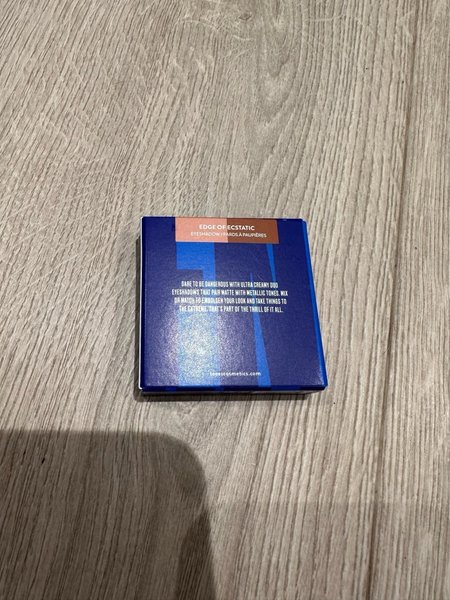 EDGE OF ECSTATIC
EYESHADOW / FARDS À PAUPIÈRES
DARE TO BE DANGEROUS WITH ULTRA CREAMY DUO
EYESHADOWS THAT PAIR MATTE WITH METALLIC TONES. MIX
OR MATCH TO EMBOLDEN YOUR LOOK AND TAKE THINGS TO
THE EXTREME. THAT'S PART OF THE THRILL OF IT ALL.